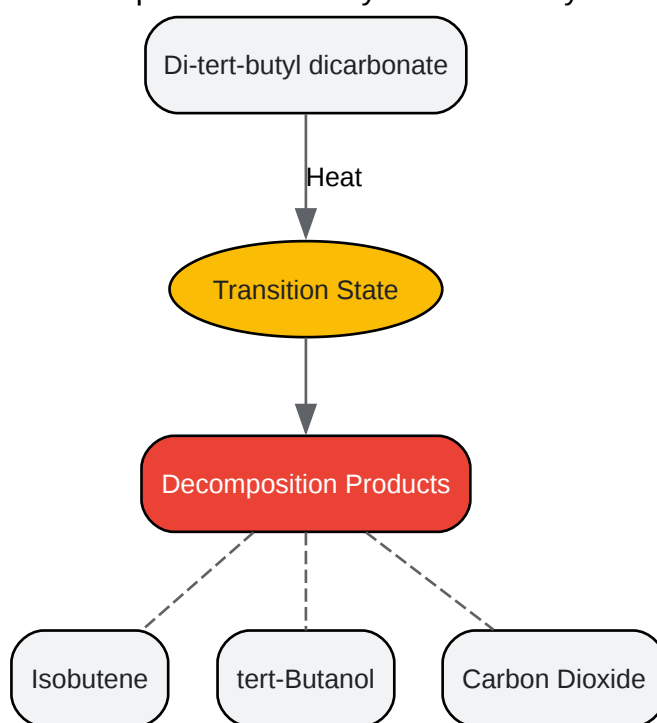 Di-tert-butyl dicarbonate
Heat
Transition State
Decomposition Products
Isobutene
tert-Butanol
Carbon Dioxide